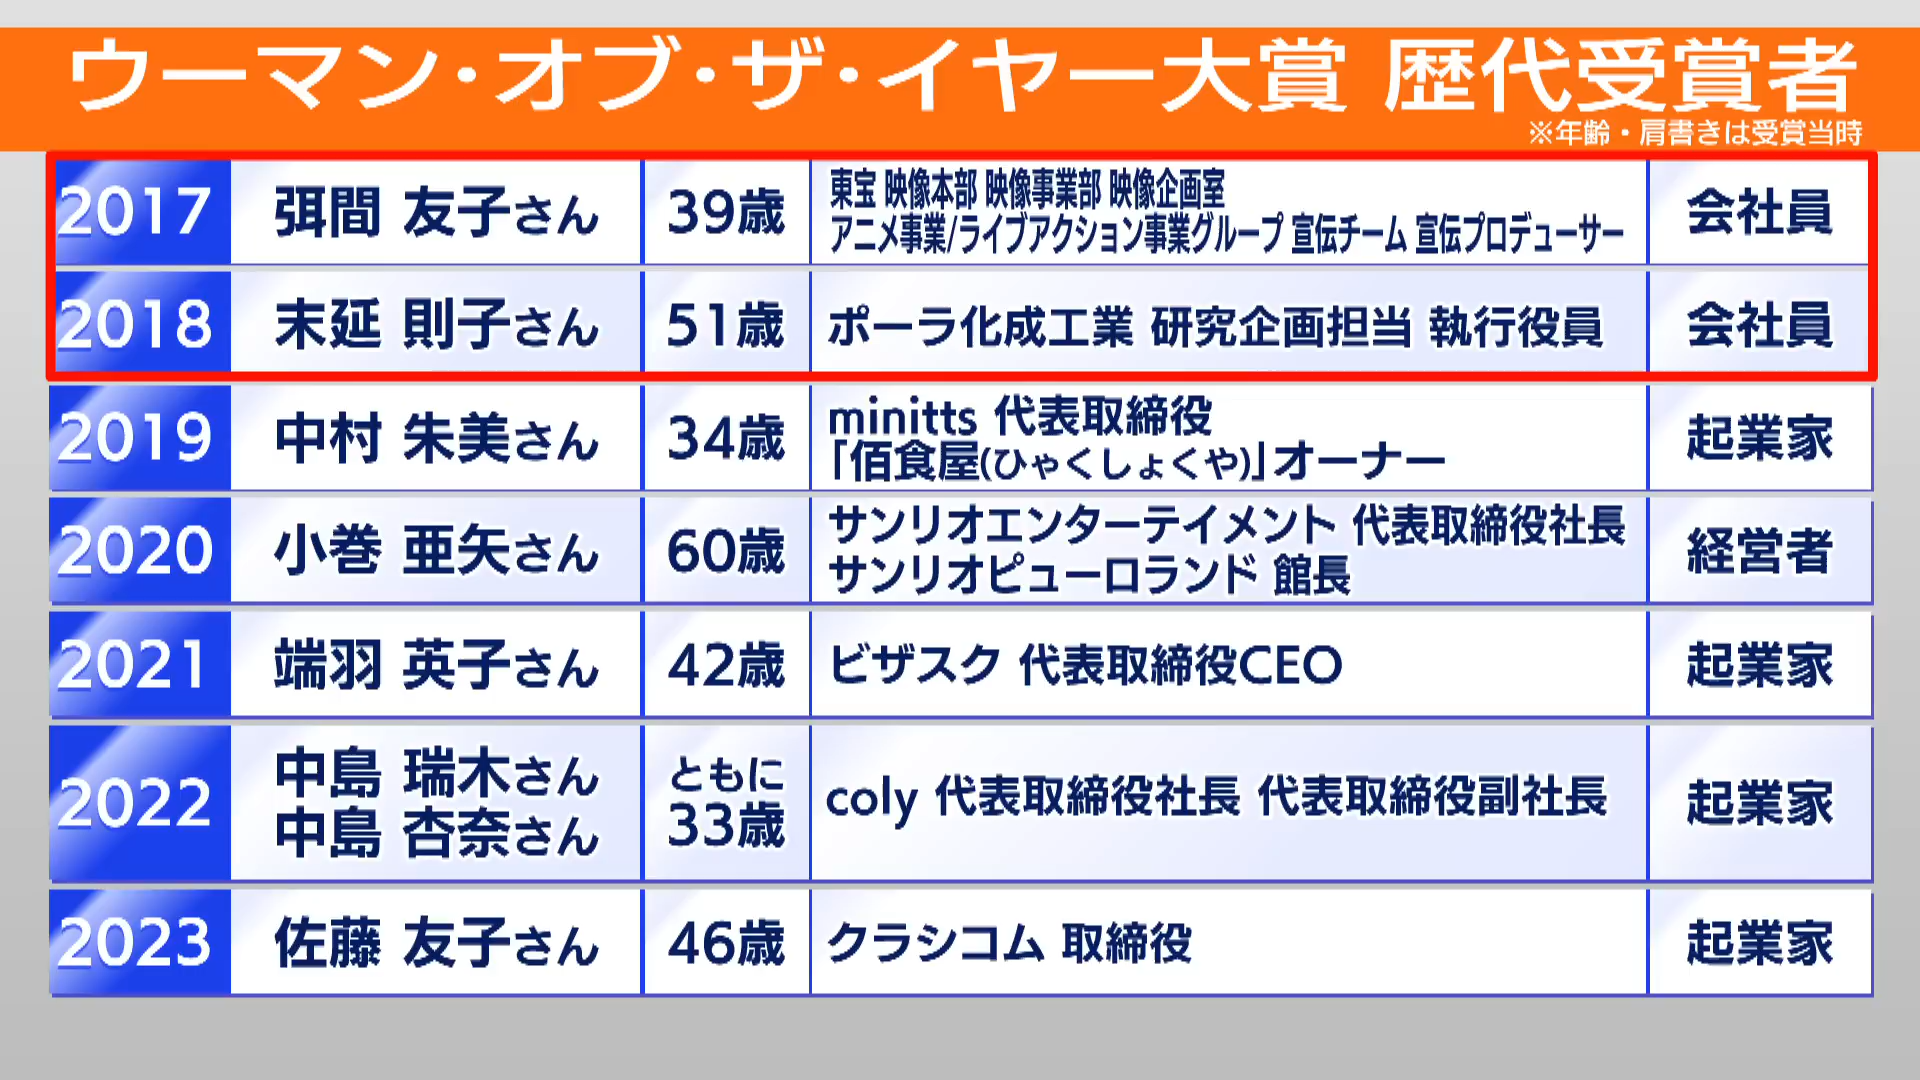 ウーマン・オブ・ザ・イヤー大賞 歴代受賞者
※年齢・肩書きは受賞当時
2017 弭間 友子さん 39歳 東宝 映像本部 映像事業部 映像企画室
アニメ事業/ライブアクション事業グループ 宣伝チーム 宣伝プロデューサー 会社員
2018 末延 則子さん 51歳 ポーラ化成工業 研究企画担当 執行役員 会社員
2019 中村 朱美さん 34歳 minitts 代表取締役
「佰食屋(ひゃくしょくや)」オーナー 起業家
2020 小巻 亜矢さん 60歳 サンリオエンターテイメント 代表取締役社長
サンリオピューロランド 館長 経営者
2021 端羽 英子さん 42歳 ビザスク 代表取締役CEO 起業家
2022 中島 瑞木さん
中島 杏奈さん ともに
33歳 coly 代表取締役社長 代表取締役副社長 起業家
2023 佐藤 友子さん 46歳 クラシコム 取締役 起業家